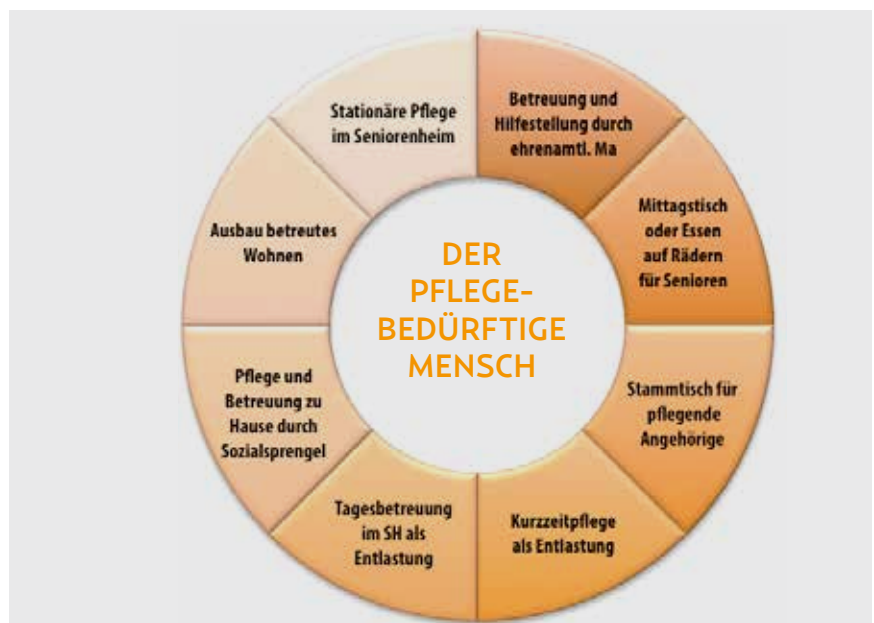 DER
PFLEGE-
BEDÜRFTIGE
MENSCH
Betreuung und
Hilfestellung durch
ehrenamtl. Ma
Mittagstisch
oder Essen
auf Rädern
für Senioren
Stammtisch für
pflegende
Angehörige
Kurzzeitpflege
als Entlastung
Tagesbetreuung
im SH als
Entlastung
Pflege und
Betreuung zu
Hause durch
Sozialsprengel
Ausbau betreutes
Wohnen
Stationäre Pflege
im Seniorenheim